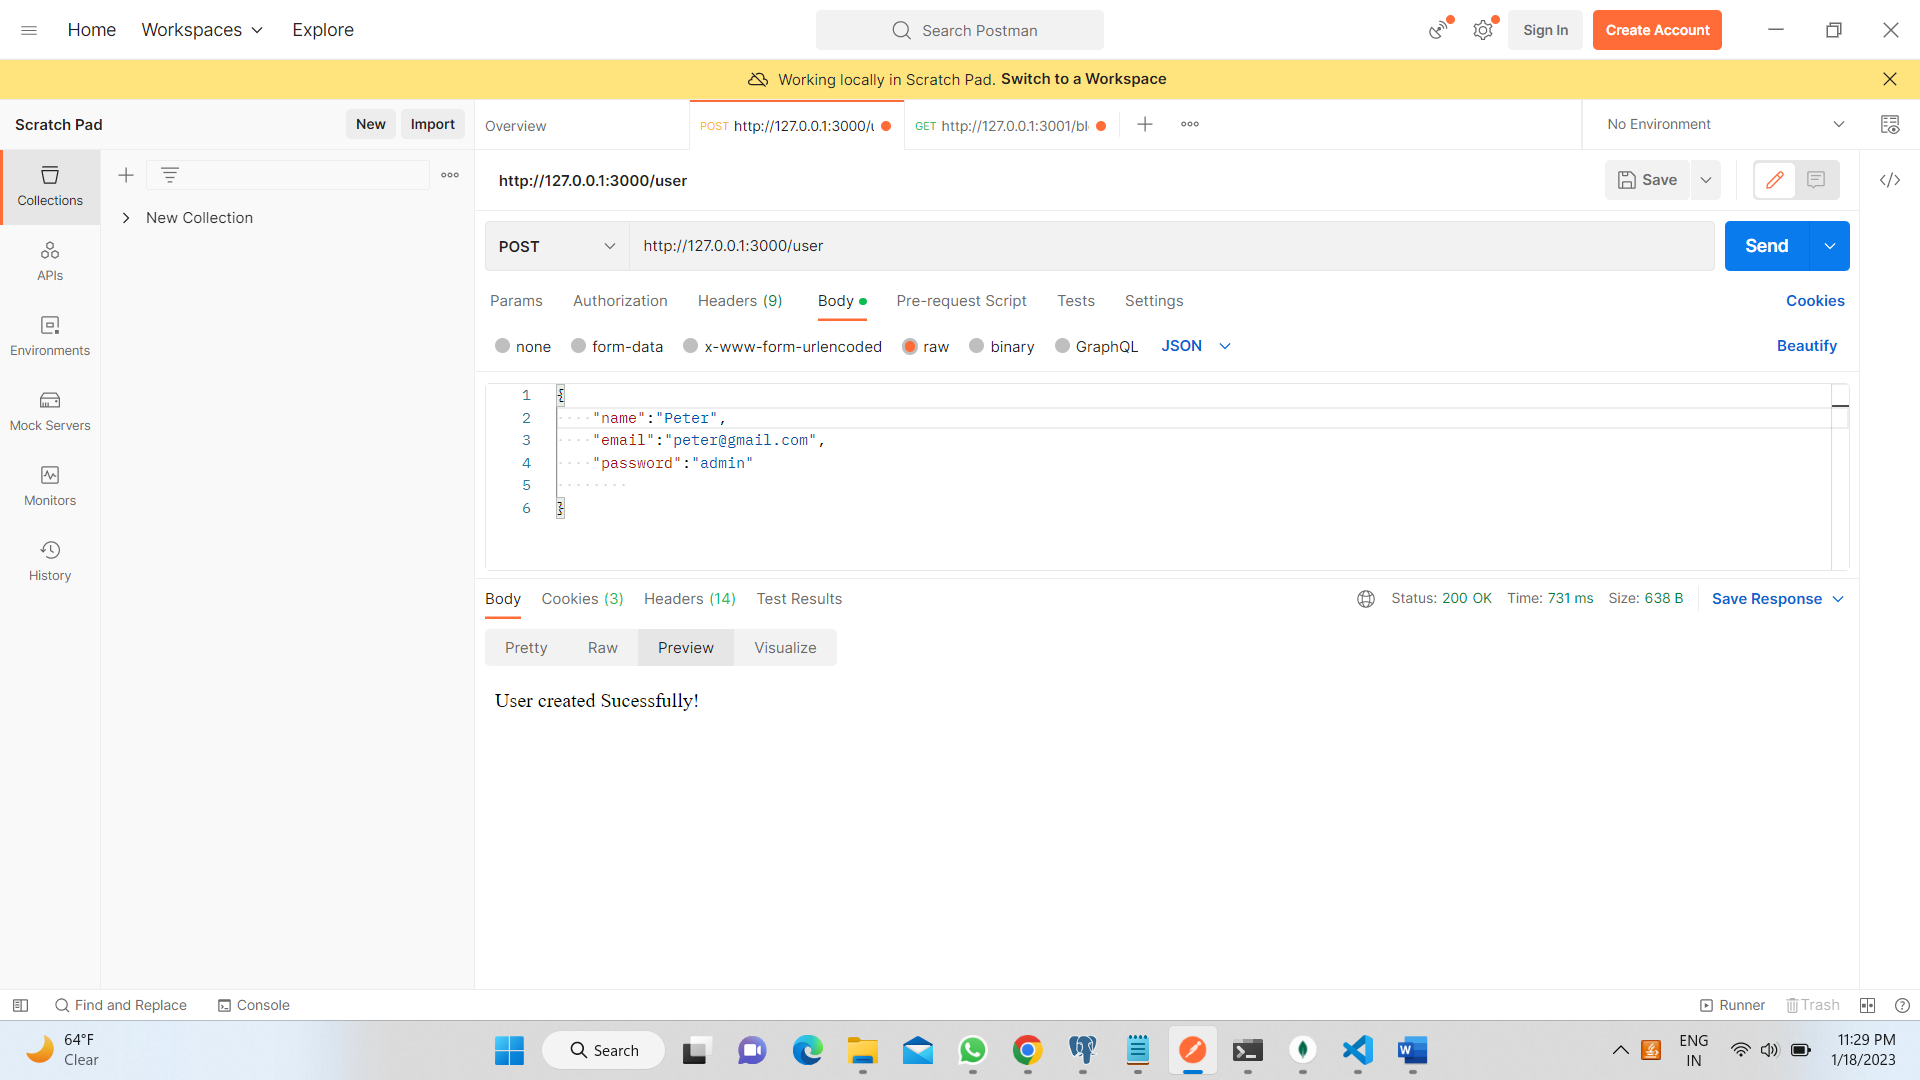 Home Workspaces Explore Search Postman Sign In Create Account
Working locally in Scratch Pad. Switch to a Workspace
Scratch Pad New Import Overview POST http://127.0.0.1:3000/u GET http://127.0.0.1:3001/bl No Environment
http://127.0.0.1:3000/user Save
Collections
New Collection
POST http://127.0.0.1:3000/user Send
APIs
Params Authorization Headers (9) Body Pre-request Script Tests Settings Cookies
Environments
none form-data x-www-form-urlencoded raw binary GraphQL JSON Beautify
1 {
2 "name":"Peter",
Mock Servers
3 "email":"peter@gmail.com",
4 "password":"admin"
5
Monitors
6 }
History
Body Cookies (3) Headers (14) Test Results Status: 200 OK Time: 731 ms Size: 638 B Save Response
Pretty Raw Preview Visualize
User created Sucessfully!
Find and Replace Console Runner Trash
64°F
Clear
Search
ENG
IN
11:29 PM
1/18/2023